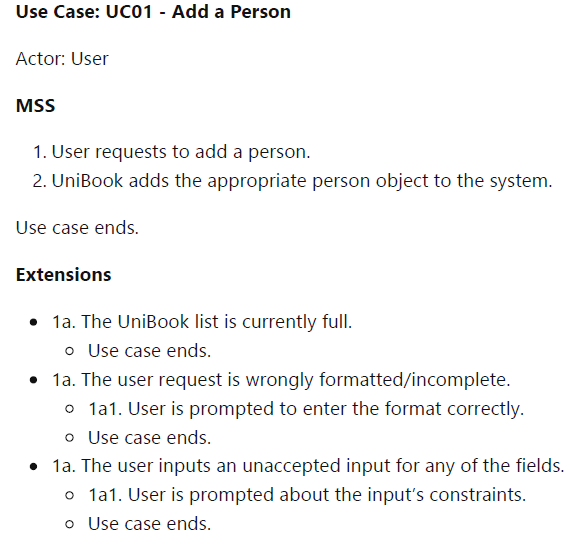 Use Case: UC01 - Add a Person
Actor: User
MSS
1. User requests to add a person.
2. UniBook adds the appropriate person object to the system.
Use case ends.
Extensions
• 1a. The UniBook list is currently full.
◦ Use case ends.
• 1a. The user request is wrongly formatted/incomplete.
◦ 1a1. User is prompted to enter the format correctly.
◦ Use case ends.
• 1a. The user inputs an unaccepted input for any of the fields.
◦ 1a1. User is prompted about the input’s constraints.
◦ Use case ends.